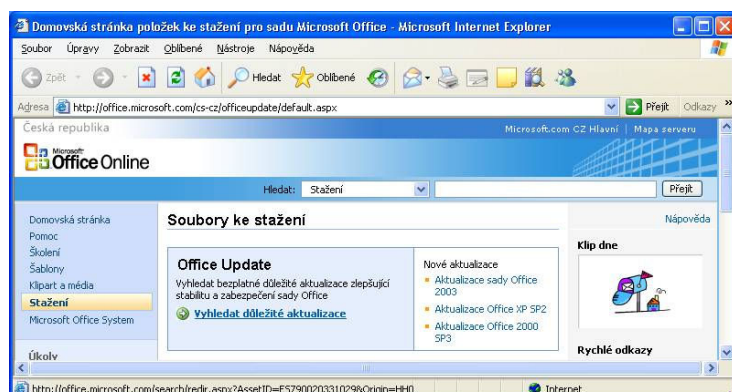 Domovská stránka položek ke stažení pro sadu Microsoft Office - Microsoft Internet Explorer
Soubor Úpravy Zobrazit Oblíbené Nástroje Nápověda
Zpět Hledat Oblíbené
Adresa http://office.microsoft.com/cs-cz/officeupdate/default.aspx Přejít Odkazy »
Česká republika Microsoft.com CZ Hlavní | Mapa serveru
Microsoft
Office Online
Hledat: Stažení Přejít
Domovská stránka
Pomoc
Školení
Šablony
Klipart a média
Stažení
Microsoft Office System
Úkoly
Soubory ke stažení
Office Update
Vyhledat bezplatné důležité aktualizace zlepšující
stabilitu a zabezpečení sady Office
Vyhledat důležité aktualizace
Nové aktualizace
Aktualizace sady Office
2003
Aktualizace Office XP SP2
Aktualizace Office 2000
SP3
Nápověda
Klip dne
Rychlé odkazy
http://office.microsoft.com/search/redir.aspx?AssetID=ES790020331029&Origin=HH0 Internet